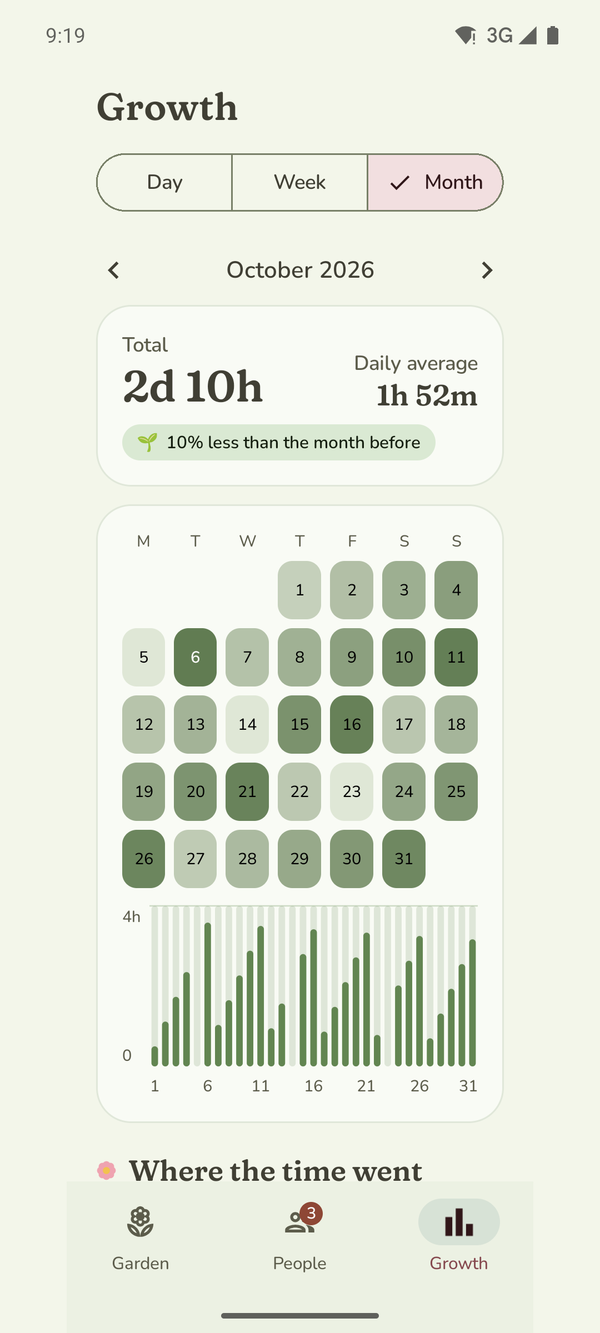 9:19
3G
Growth
Day Week Month
October 2026
Total
Daily average
2d 10h
1h 52m
10% less than the month before
M T W T F S S
1 2 3 4
5 6 7 8 9 10 11
12 13 14 15 16 17 18
19 20 21 22 23 24 25
26 27 28 29 30 31
4h
0
1 6 11 16 21 26 31
Where the time went
3
Garden People Growth